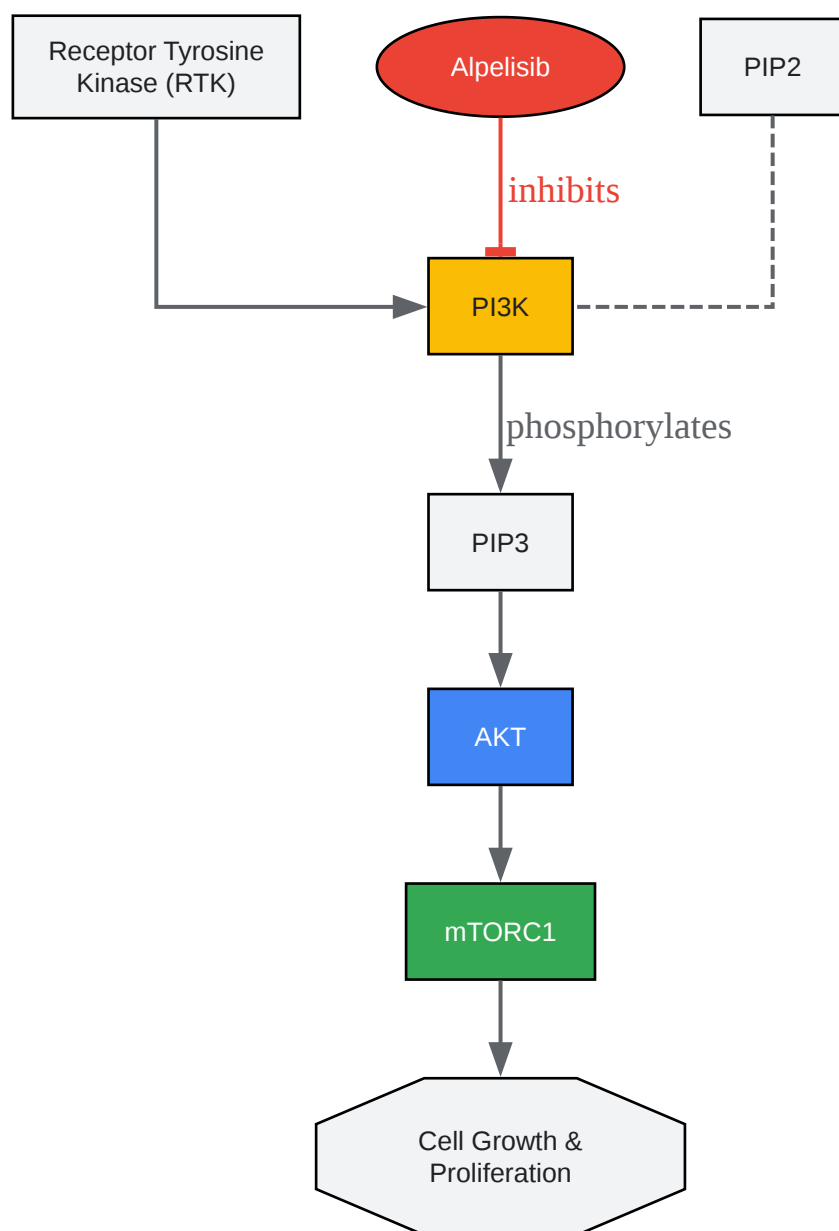 Receptor Tyrosine
Kinase (RTK)
Alpelisib
PIP2
inhibits
PI3K
phosphorylates
PIP3
AKT
mTORC1
Cell Growth &
Proliferation